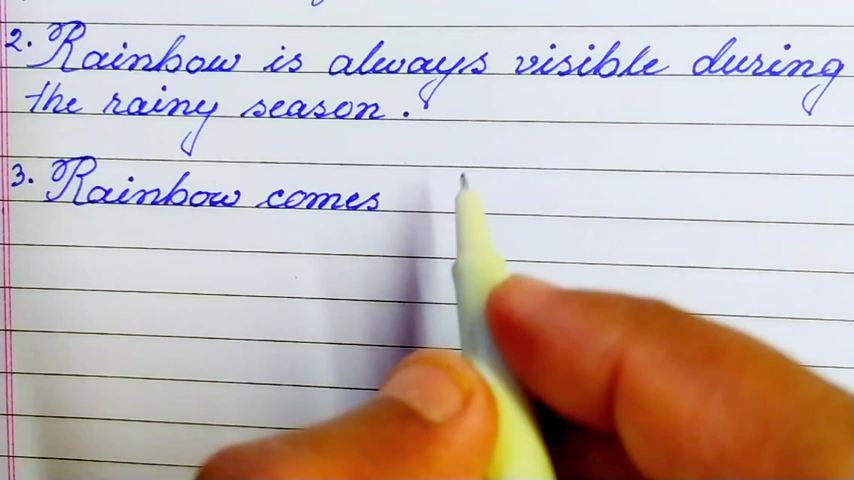 2. Rainbow is always visible during
the rainy season.
3. Rainbow comes